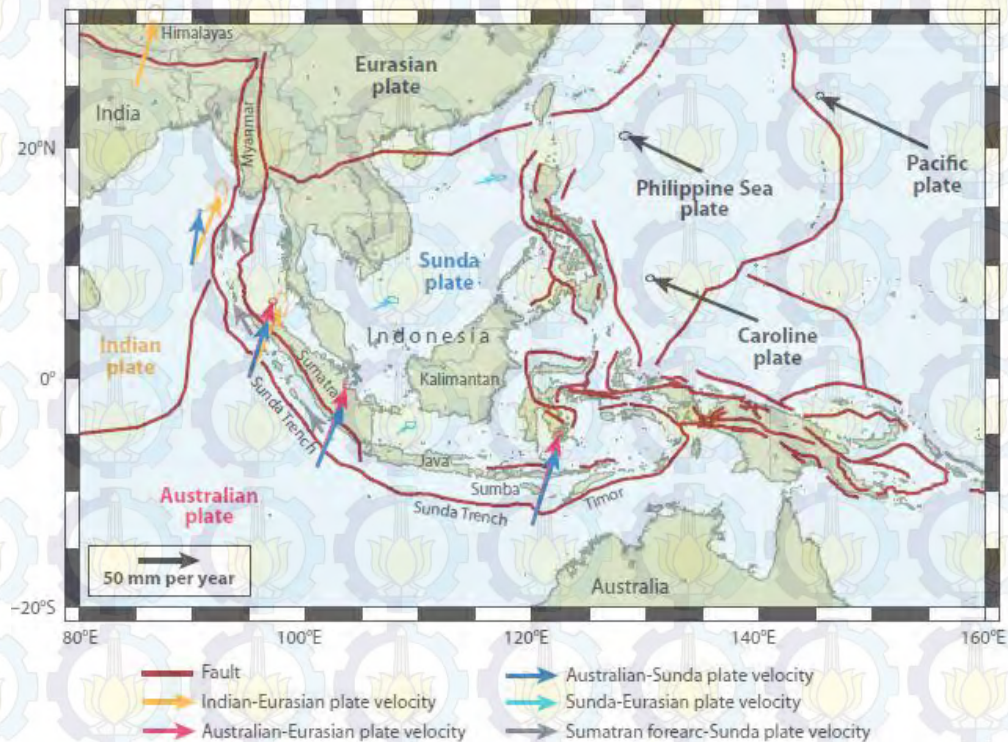 Himalayas
Eurasian
plate
India
Myanmar
20°N
Pacific
plate
Philippine Sea
plate
Sunda
plate
Indonesia
Caroline
plate
Indian
plate
0°
Sumatra
Kalimantan
Sunda Trench
Java
Sumba
Timor
Sunda Trench
Australian
plate
50 mm per year
Australia
–20°S
80°E
100°E
120°E
140°E
160°E
Fault
Indian-Eurasian plate velocity
Australian-Eurasian plate velocity
Australian-Sunda plate velocity
Sunda-Eurasian plate velocity
Sumatran forearc-Sunda plate velocity